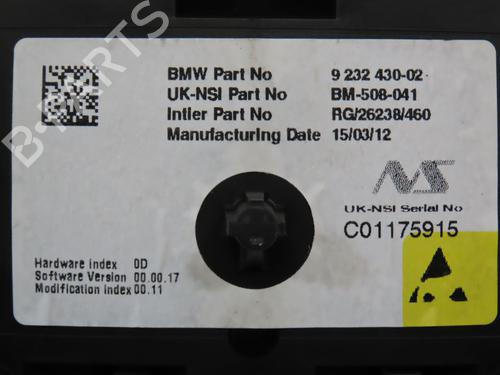 BMW Part No 9 232 430-02
UK-NSI Part No BM-508-041
Intier Part No RG/26238/460
Manufacturing Date 15/03/12
NS
UK-NSI Serial No
C01175915
Hardware index 0D
Software Version 00.00.17
Modification index 00.11
B-PARTS